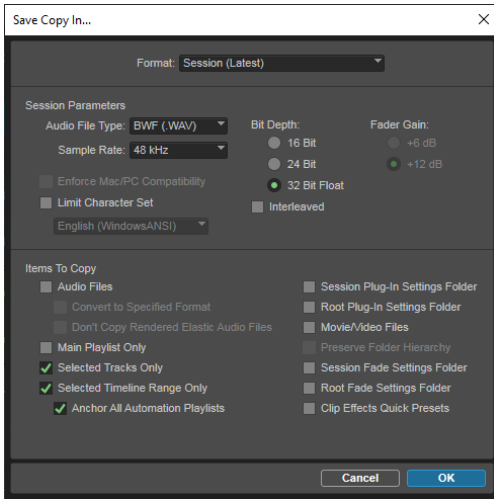 Save Copy In...
Format: Session (Latest)
Session Parameters
Audio File Type: BWF (.WAV)
Sample Rate: 48 kHz
Enforce Mac/PC Compatibility
Limit Character Set
English (WindowsANSI)
Bit Depth:
16 Bit
24 Bit
32 Bit Float
Interleaved
Fader Gain:
+6 dB
+12 dB
Items To Copy
Audio Files
Convert to Specified Format
Don't Copy Rendered Elastic Audio Files
Main Playlist Only
Selected Tracks Only
Selected Timeline Range Only
Anchor All Automation Playlists
Session Plug-In Settings Folder
Root Plug-In Settings Folder
Movie/Video Files
Preserve Folder Hierarchy
Session Fade Settings Folder
Root Fade Settings Folder
Clip Effects Quick Presets
Cancel
OK